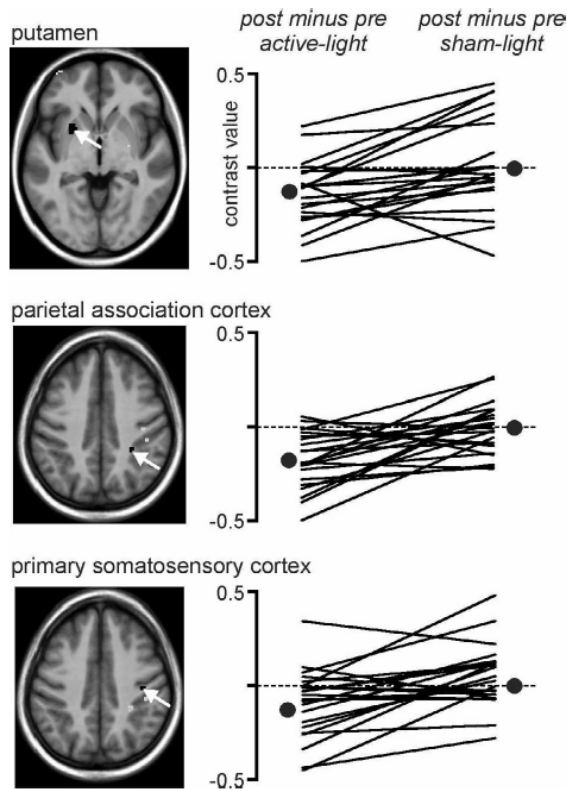 putamen
post minus pre
active-light
post minus pre
sham-light
contrast value
0.5
-0.5
parietal association cortex
0.5
-0.5
primary somatosensory cortex
0.5
-0.5